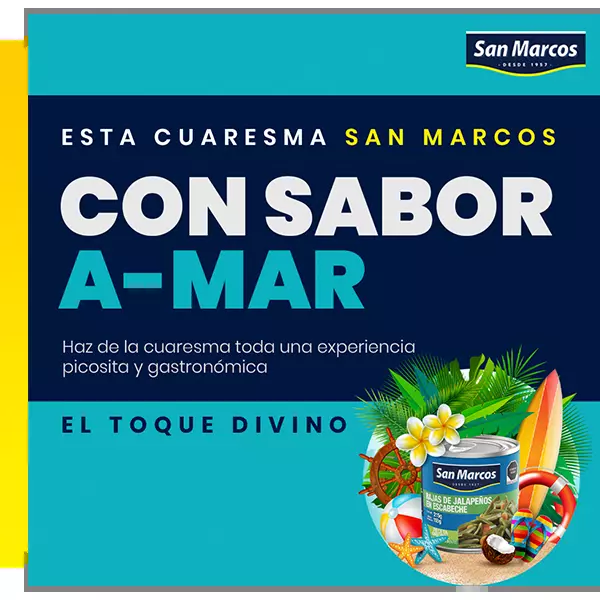 San Marcos
DESDE 1957
ESTA CUARESMA SAN MARCOS
CON SABOR
A-MAR
Haz de la cuaresma toda una experiencia
picosita y gastronómica
EL TOQUE DIVINO
San Marcos
RAJAS DE JALAPEÑOS
EN ESCABECHE